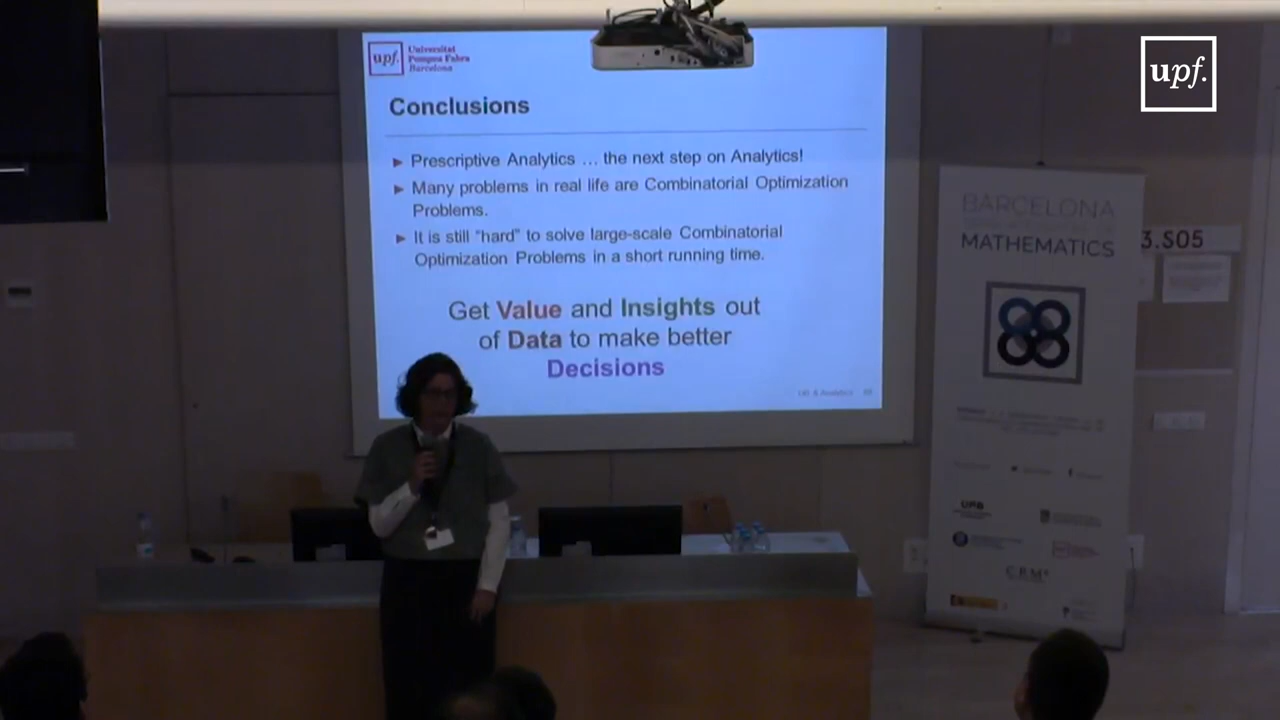 upf.
Universitat
Pompeu Fabra
Barcelona
upf.
Conclusions
► Prescriptive Analytics … the next step on Analytics!
► Many problems in real life are Combinatorial Optimization
Problems.
► It is still "hard" to solve large-scale Combinatorial
Optimization Problems in a short running time.
Get Value and Insights out
of Data to make better
Decisions
BARCELONA
MATHEMATICS
3.S05
UPB
CRM